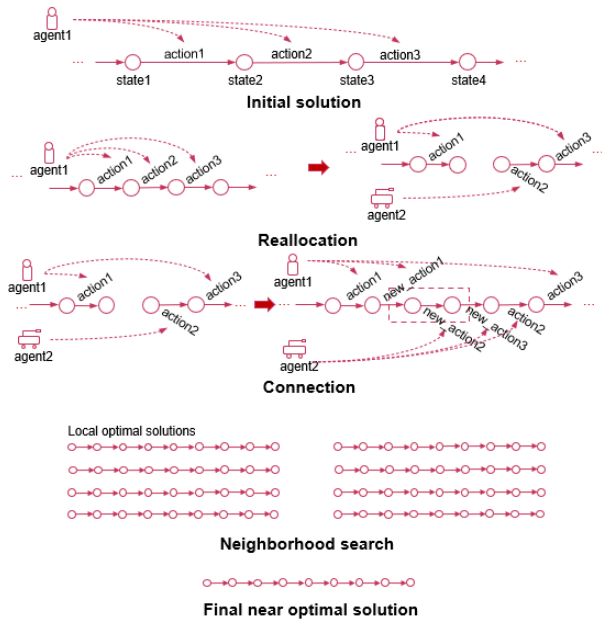 agent1
action1 action2 action3
... ...
state1 state2 state3 state4
Initial solution
agent1
action1
action2
action3
... ...
agent1
action1
action3
... ...
action2
agent2
Reallocation
agent1
action1
action3
... ...
action2
agent2
agent1
action1
new_action1
action3
... ...
new_action2
new_action3
action2
agent2
Connection
Local optimal solutions
Neighborhood search
Final near optimal solution